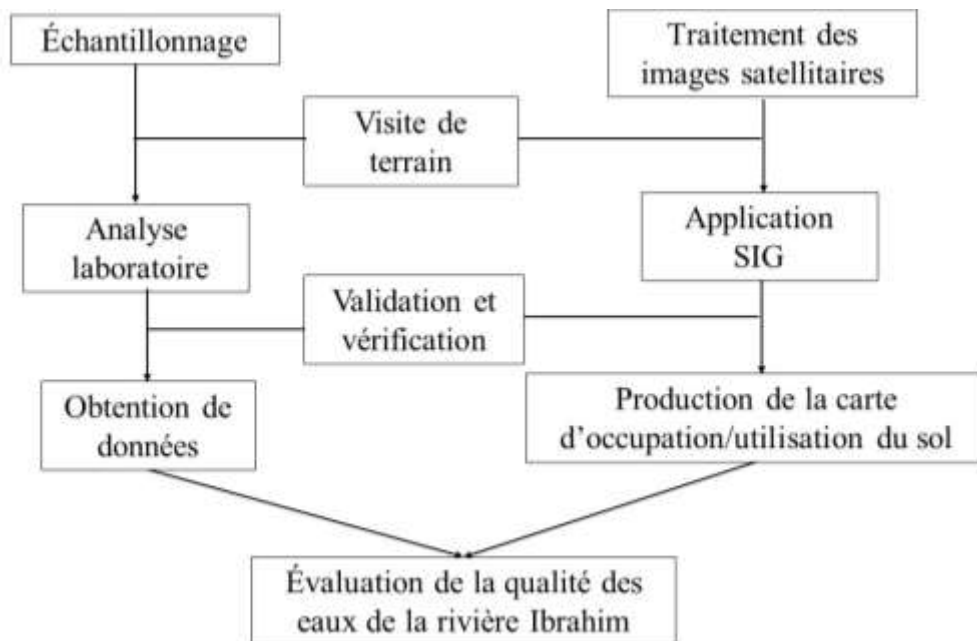 Échantillonnage
Traitement des
images satellitaires
Visite de
terrain
Analyse
laboratoire
Application
SIG
Validation et
vérification
Obtention de
données
Production de la carte
d’occupation/utilisation du sol
Évaluation de la qualité des
eaux de la rivière Ibrahim